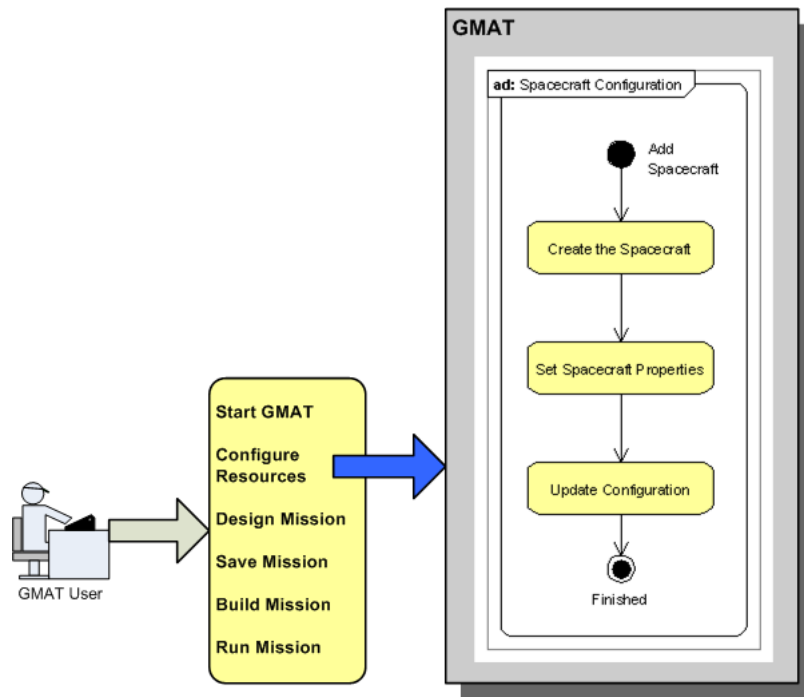 GMAT
ad: Spacecraft Configuration
Add
Spacecraft
Create the Spacecraft
Set Spacecraft Properties
Update Configuration
Finished
Start GMAT
Configure
Resources
Design Mission
Save Mission
Build Mission
Run Mission
GMAT User